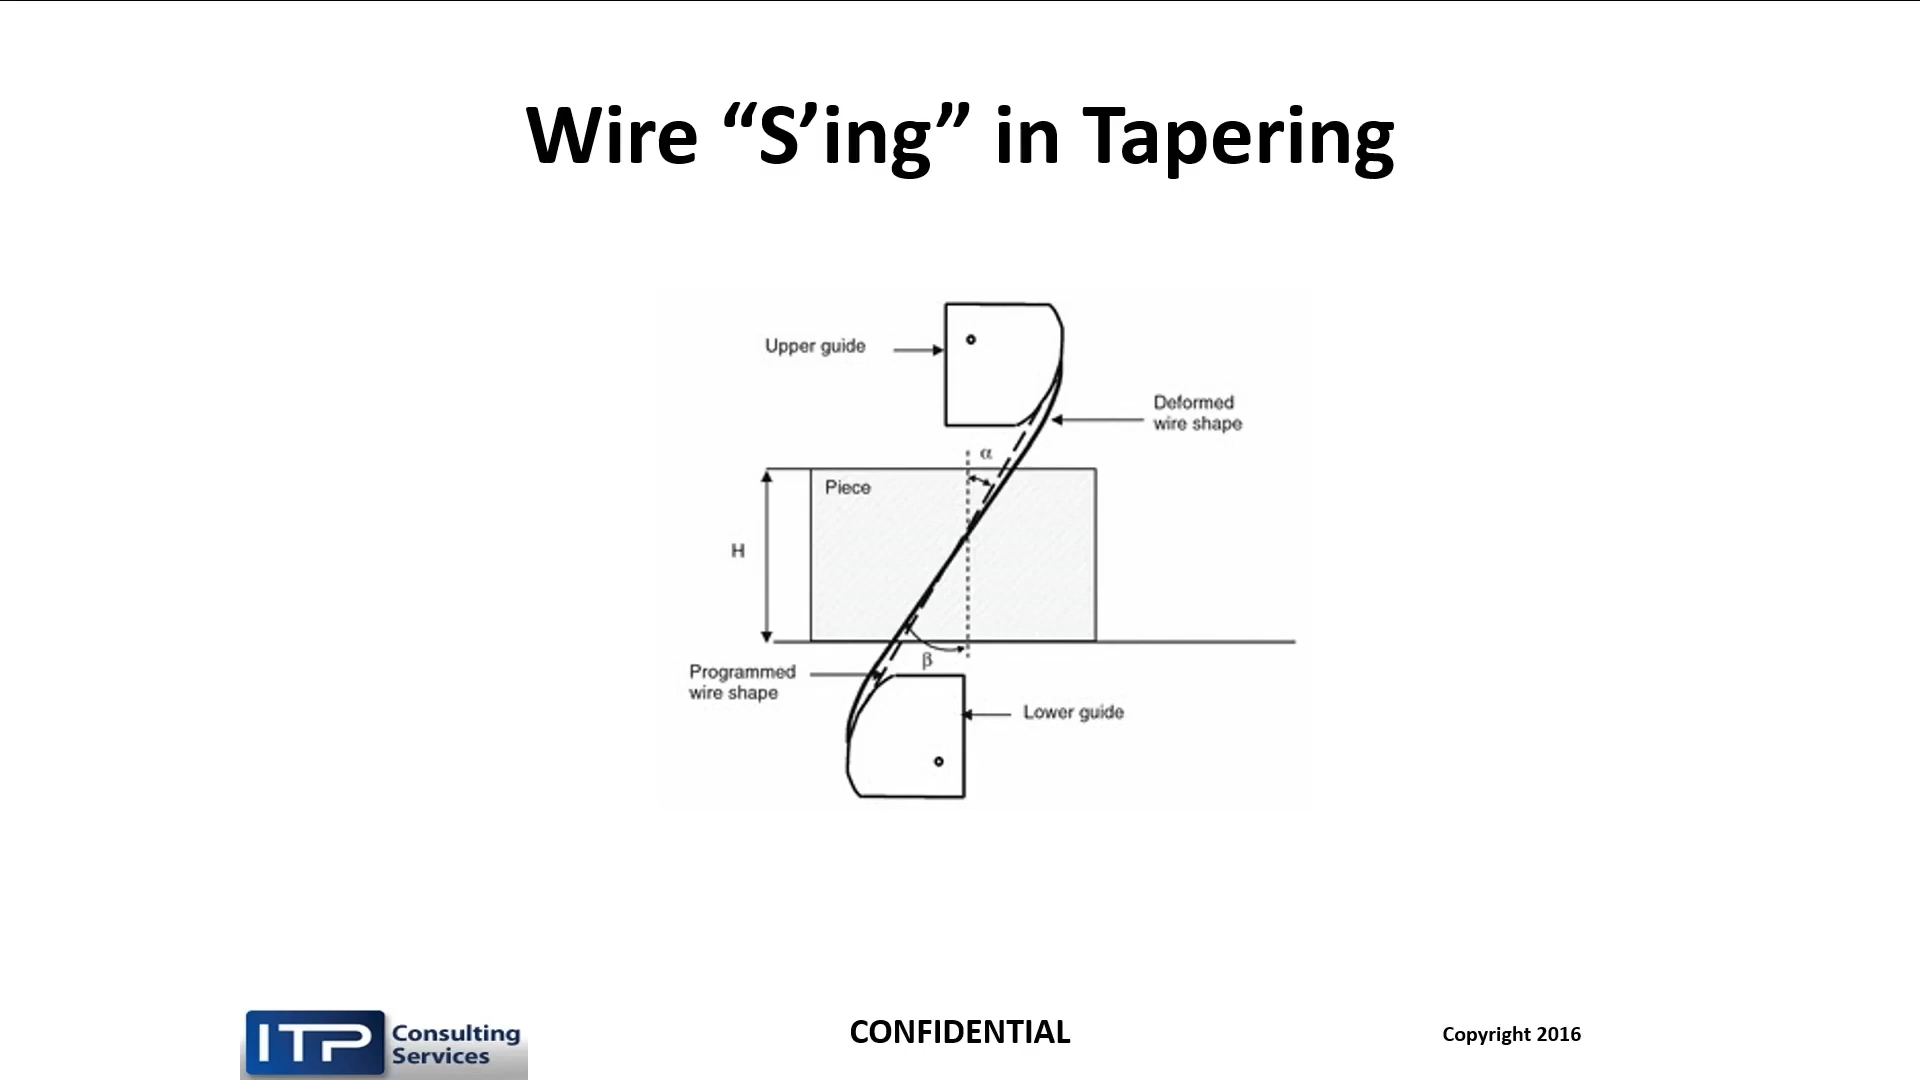 Wire “S’ing” in Tapering
Upper guide
Deformed
wire shape
α
Piece
H
β
Programmed
wire shape
Lower guide
ITP Consulting
Services
CONFIDENTIAL
Copyright 2016